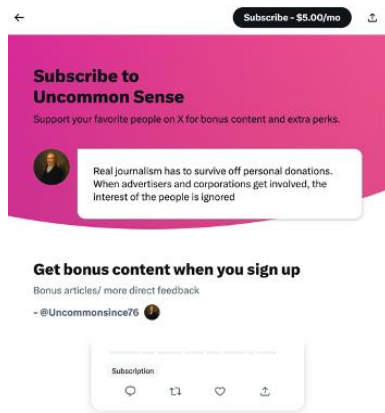 Subscribe - $5.00/mo
Subscribe to
Uncommon Sense
Support your favorite people on X for bonus content and extra perks.
Real journalism has to survive off personal donations.
When advertisers and corporations get involved, the
interest of the people is ignored
Get bonus content when you sign up
Bonus articles/ more direct feedback
- @Uncommonsince76
Subscription